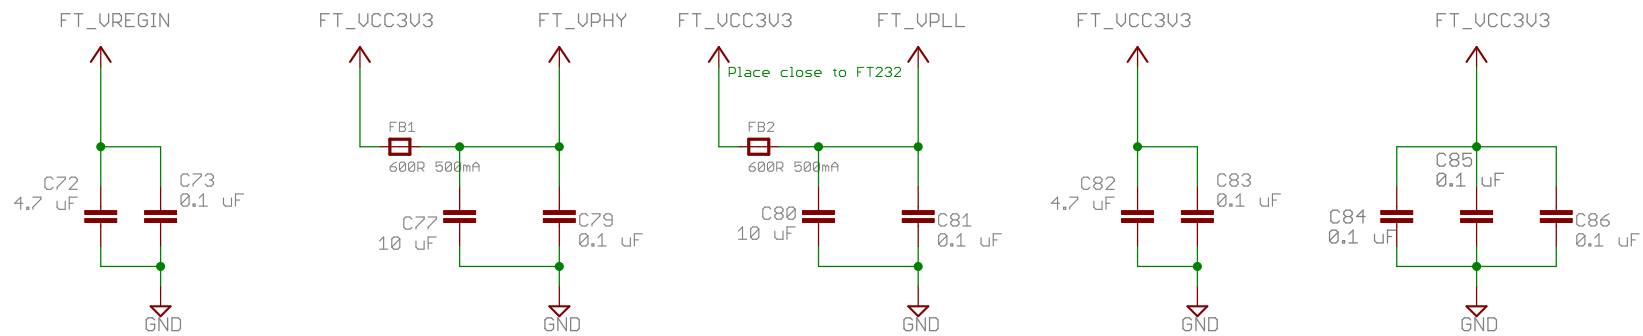 FT_VREGIN
C72
4.7 uF
C73
0.1 uF
GND
FT_VCC3V3
FT_VPHY
FB1
600R 500mA
C77
10 uF
C79
0.1 uF
GND
FT_VCC3V3
FT_VPLL
Place close to FT232
FB2
600R 500mA
C80
10 uF
C81
0.1 uF
GND
FT_VCC3V3
C82
4.7 uF
C83
0.1 uF
GND
FT_VCC3V3
C85
0.1 uF
C84
0.1 uF
C86
0.1 uF
GND